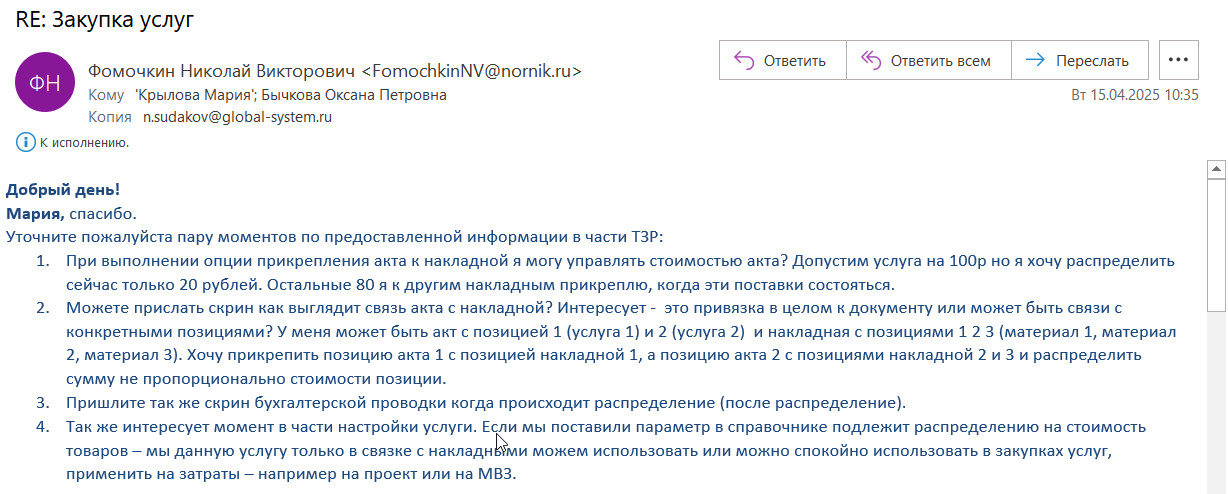 RE: Закупка услуг
ФН
Фомочкин Николай Викторович <FomochkinNV@nornik.ru>
Ответить
Ответить всем
Переслать
Кому 'Крылова Мария'; Бычкова Оксана Петровна
Вт 15.04.2025 10:35
Копия n.sudakov@global-system.ru
К исполнению.
Добрый день!
Мария, спасибо.
Уточните пожалуйста пару моментов по предоставленной информации в части ТЗР:
1. При выполнении опции прикрепления акта к накладной я могу управлять стоимостью акта? Допустим услуга на 100р но я хочу распределить
сейчас только 20 рублей. Остальные 80 я к другим накладным прикреплю, когда эти поставки состояться.
2. Можете прислать скрин как выглядит связь акта с накладной? Интересует - это привязка в целом к документу или может быть связи с
конкретными позициями? У меня может быть акт с позицией 1 (услуга 1) и 2 (услуга 2) и накладная с позициями 1 2 3 (материал 1, материал
2, материал 3). Хочу прикрепить позицию акта 1 с позицией накладной 1, а позицию акта 2 с позициями накладной 2 и 3 и распределить
сумму не пропорционально стоимости позиции.
3. Пришлите так же скрин бухгалтерской проводки когда происходит распределение (после распределение).
4. Так же интересует момент в части настройки услуги. Если мы поставили параметр в справочнике подлежит распределению на стоимость
товаров – мы данную услугу только в связке с накладными можем использовать или можно спокойно использовать в закупках услуг,
применить на затраты – например на проект или на МВЗ.